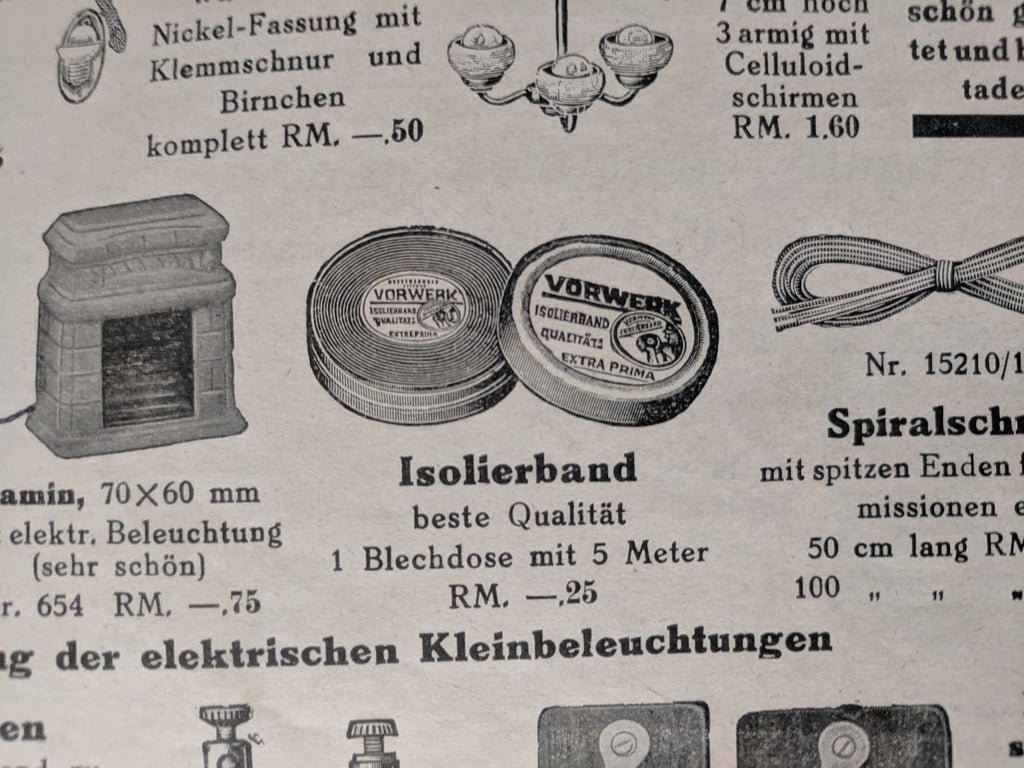 Nickel-Fassung mit
Klemmschnur und
Birnchen
komplett RM. —.50
7 cm hoch
3 armig mit
Celluloid-
schirmen
RM. 1.60
schön g
tet und
tade
VORWERK
ISOLIERBAND
QUALITÄT:
EXTRA PRIMA
VORWERK
ISOLIERBAND
QUALITÄT:
EXTRA PRIMA
amin, 70×60 mm
elektr. Beleuchtung
(sehr schön)
r. 654 RM. —.75
Isolierband
beste Qualität
1 Blechdose mit 5 Meter
RM. —.25
Nr. 15210/1
Spiralschn
mit spitzen Enden f
missionen e
50 cm lang RM
100 „ „ „
ng der elektrischen Kleinbeleuchtungen
en